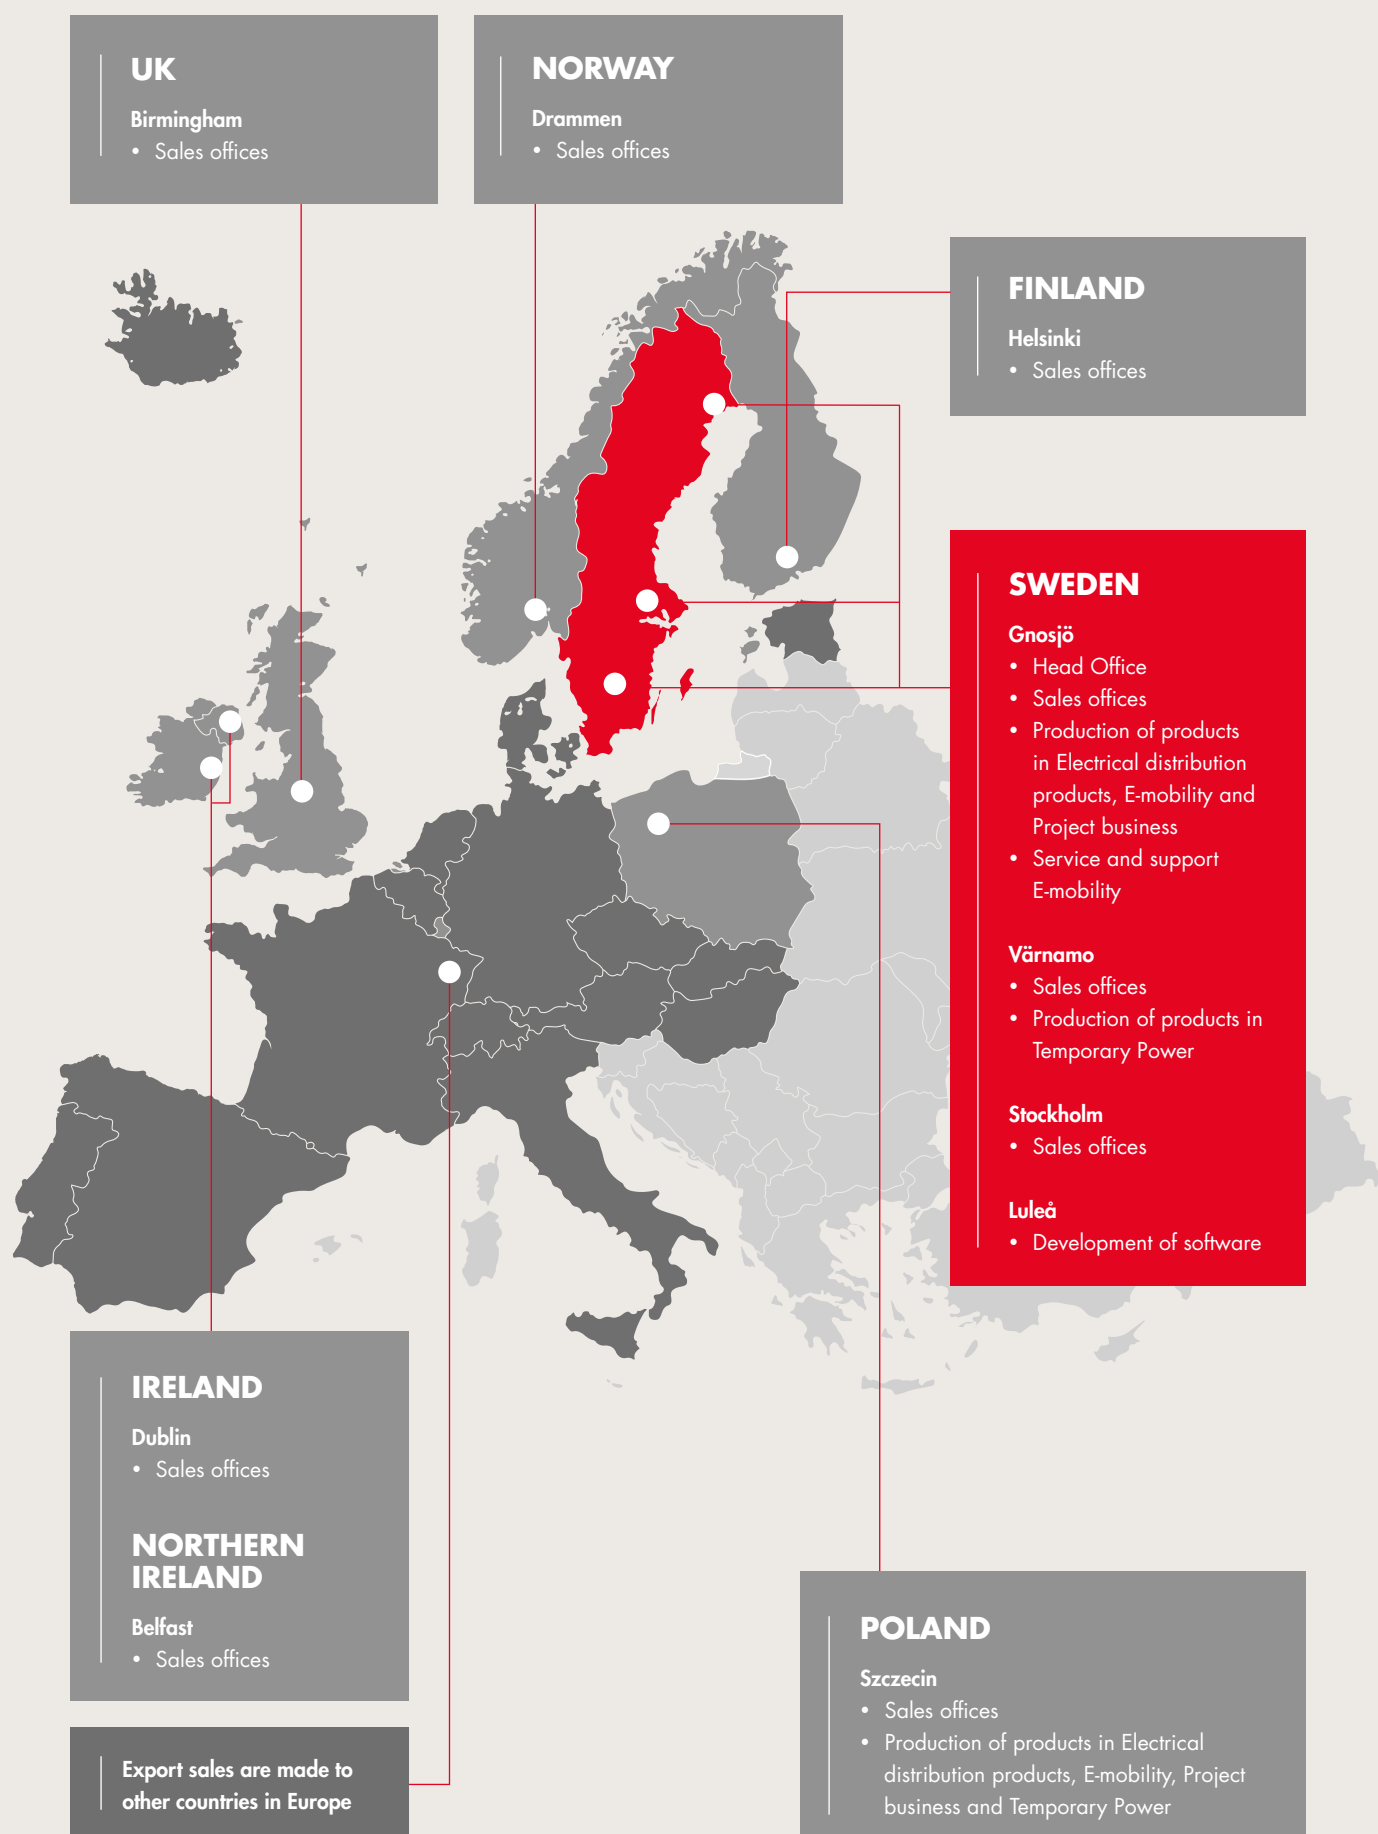 UK
Birmingham
• Sales offices
NORWAY
Drammen
• Sales offices
FINLAND
Helsinki
• Sales offices
SWEDEN
Gnosjö
• Head Office
• Sales offices
• Production of products
in Electrical distribution
products, E-mobility and
Project business
• Service and support
E-mobility
Värnamo
• Sales offices
• Production of products in
Temporary Power
Stockholm
• Sales offices
Luleå
• Development of software
IRELAND
Dublin
• Sales offices
NORTHERN
IRELAND
Belfast
• Sales offices
Export sales are made to
other countries in Europe
POLAND
Szczecin
• Sales offices
• Production of products in Electrical
distribution products, E-mobility, Project
business and Temporary Power